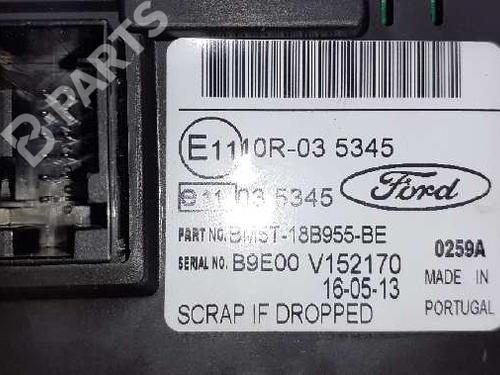 B PARTS
E11 10R-03 5345
e11 03 5345
Ford
PART NO. BM5T-18B955-BE
0259A
SERIAL NO. B9E00 V152170
16-05-13
MADE IN
PORTUGAL
SCRAP IF DROPPED